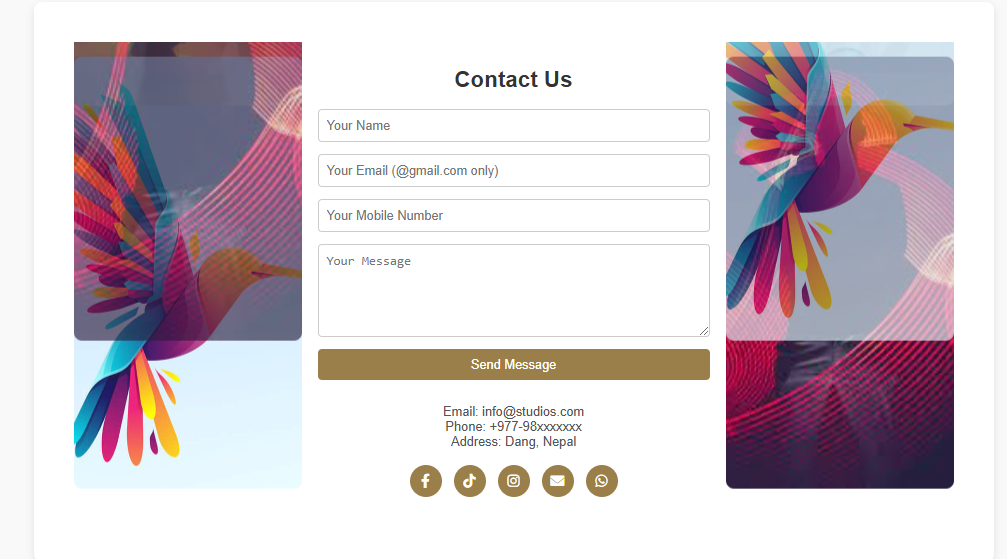 Contact Us
Your Name
Your Email (@gmail.com only)
Your Mobile Number
Your Message
Send Message
Email: info@studios.com
Phone: +977-98xxxxxxx
Address: Dang, Nepal